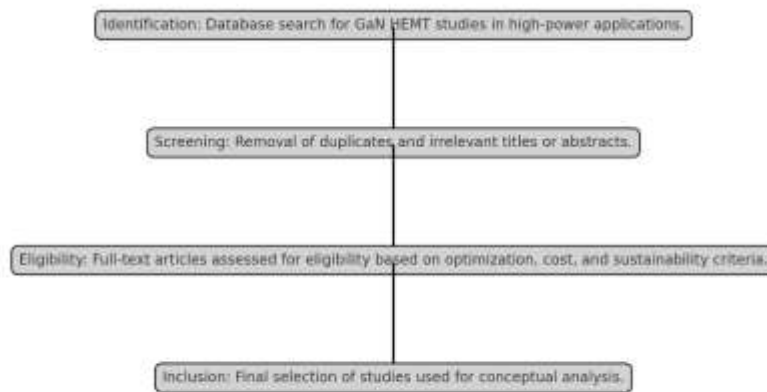 Identification: Database search for GaN HEMT studies in high-power applications.
Screening: Removal of duplicates and irrelevant titles or abstracts.
Eligibility: Full-text articles assessed for eligibility based on optimization, cost, and sustainability criteria.
Inclusion: Final selection of studies used for conceptual analysis.